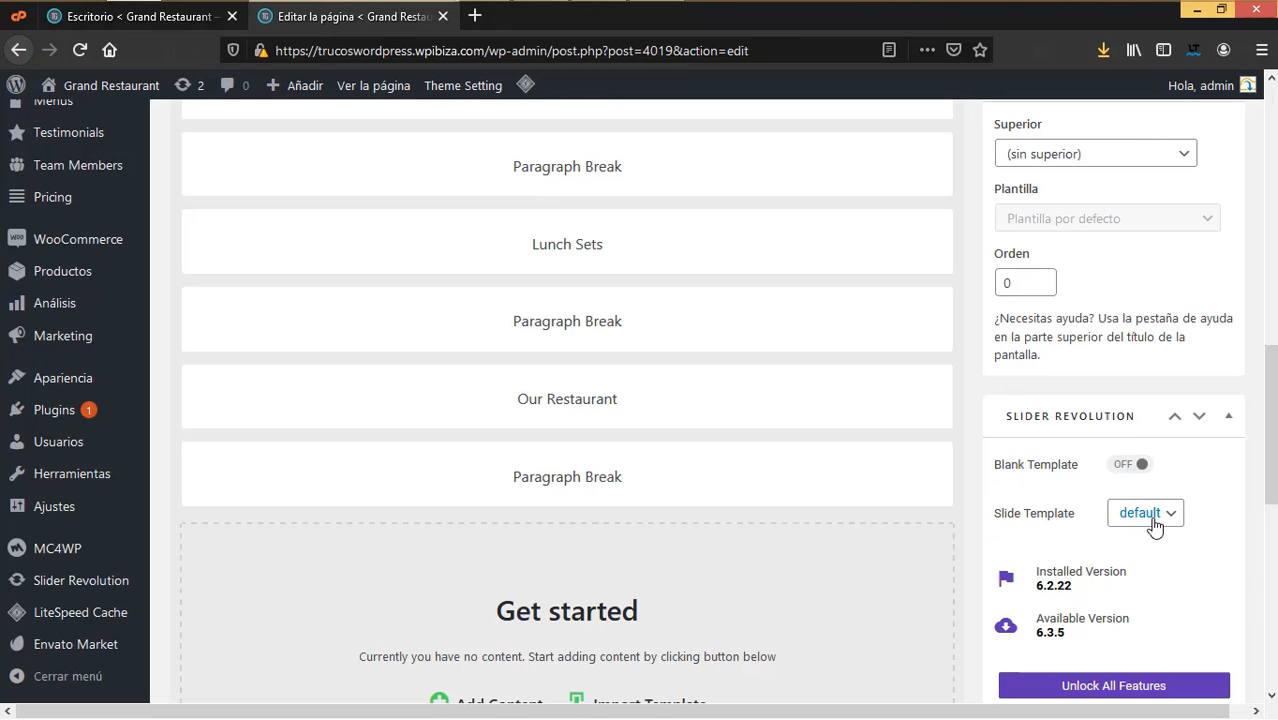 Escritorio < Grand Restaurant –
Editar la página < Grand Restau
https://trucoswordpress.wpibiza.com/wp-admin/post.php?post=4019&action=edit
Grand Restaurant
2
0
Añadir
Ver la página
Theme Setting
Hola, admin
Menús
Testimonials
Team Members
Pricing
WooCommerce
Productos
Análisis
Marketing
Apariencia
Plugins 1
Usuarios
Herramientas
Ajustes
MC4WP
Slider Revolution
LiteSpeed Cache
Envato Market
Cerrar menú
Paragraph Break
Lunch Sets
Paragraph Break
Our Restaurant
Paragraph Break
Get started
Currently you have no content. Start adding content by clicking button below
Add Content
Import Template
Superior
(sin superior)
Plantilla
Plantilla por defecto
Orden
0
¿Necesitas ayuda? Usa la pestaña de ayuda
en la parte superior del título de la
pantalla.
SLIDER REVOLUTION
Blank Template OFF
Slide Template default
Installed Version
6.2.22
Available Version
6.3.5
Unlock All Features